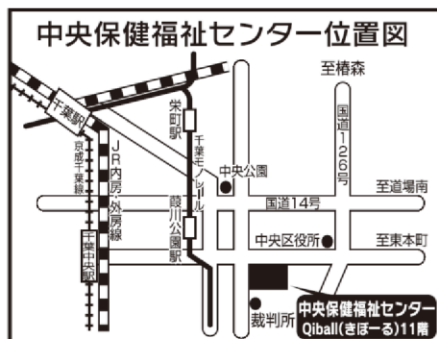 中央保健福祉センター位置図
至椿森
千葉駅
栄町駅
国道126号
京成千葉線
JR内房・外房線
千葉モノレール
中央公園
国道14号
至道場南
葭川公園駅
千葉中央駅
中央区役所
至東本町
裁判所
中央保健福祉センター
Qiball(きぼーる)11階